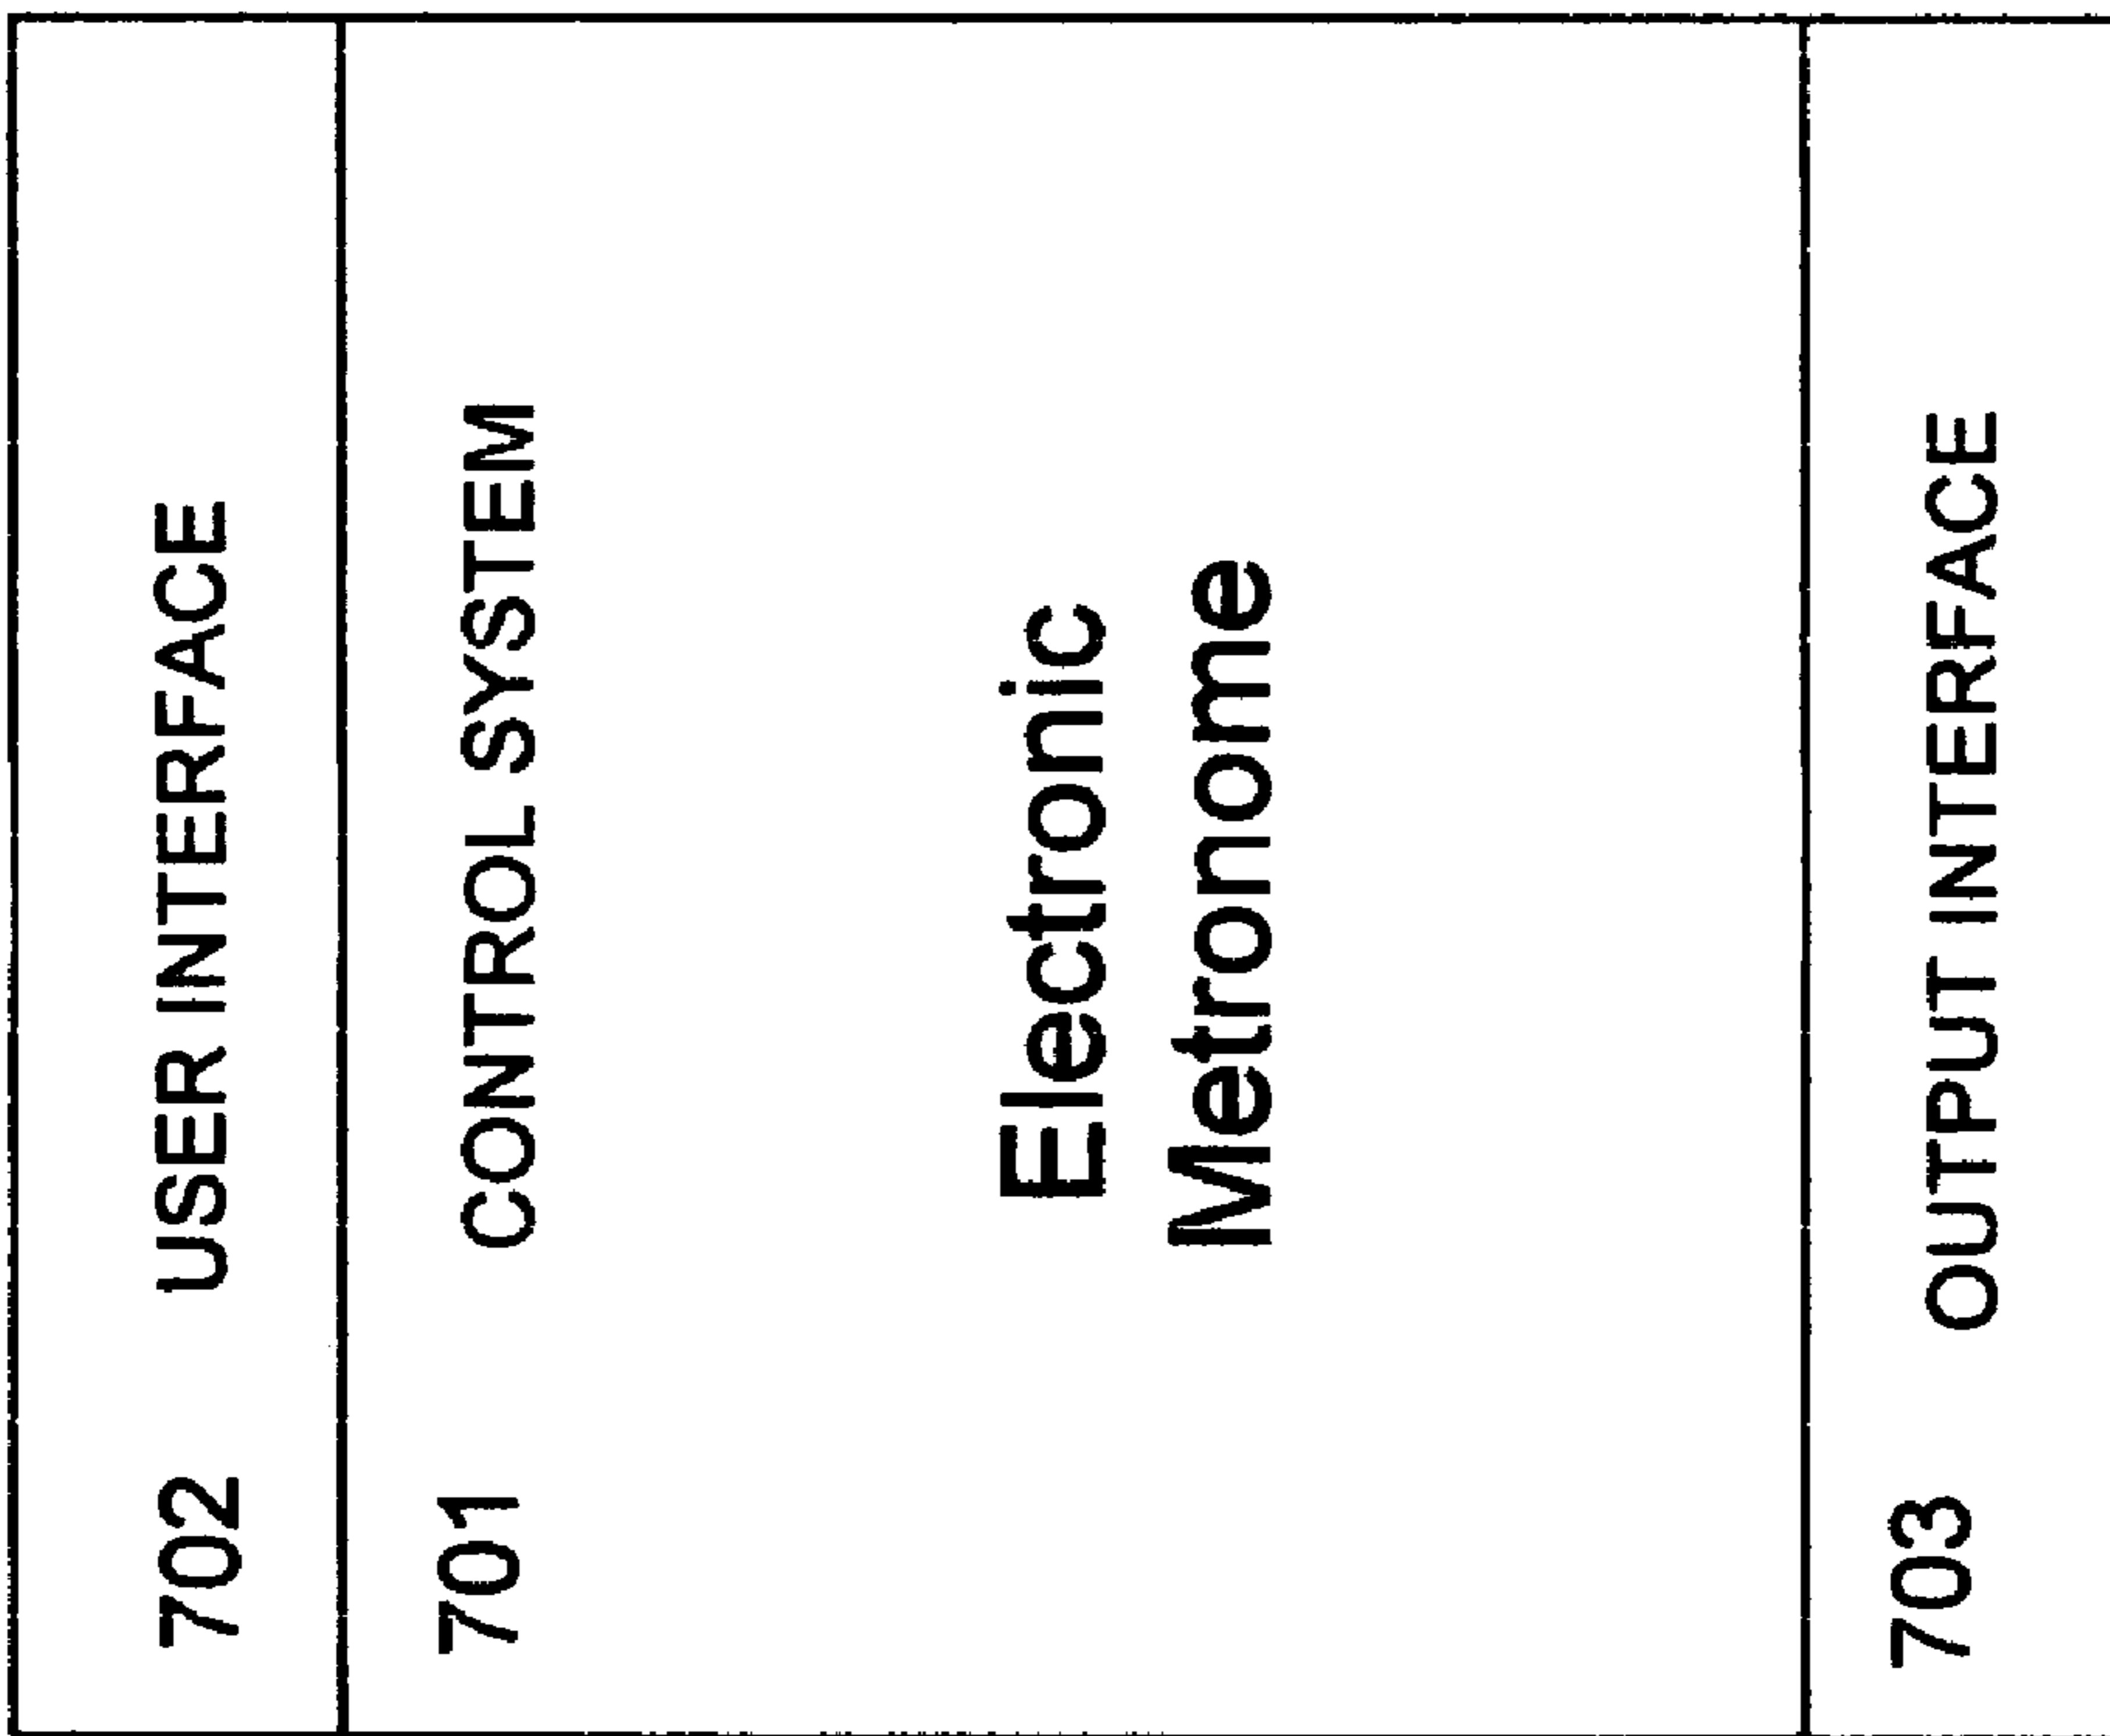 702 USER INTERFACE
701 CONTROL SYSTEM
Electronic
Metronome
703 OUTPUT INTERFACE